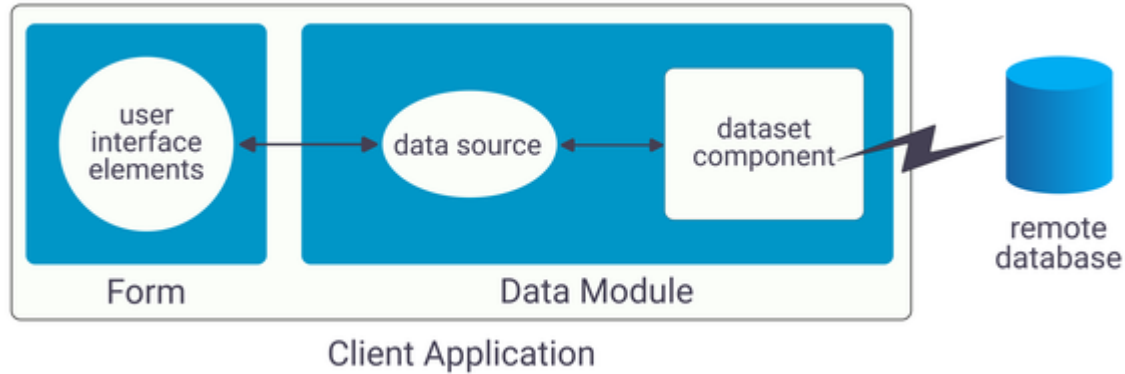 user
interface
elements
data source
dataset
component
remote
database
Form
Data Module
Client Application